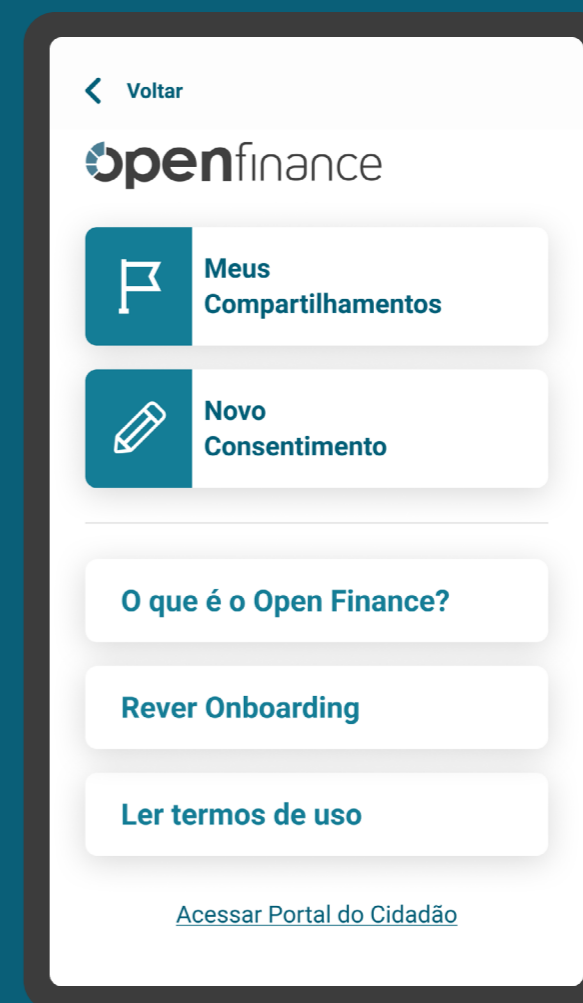 Voltar
openfinance
Meus
Compartilhamentos
Novo
Consentimento
O que é o Open Finance?
Rever Onboarding
Ler termos de uso
Acessar Portal do Cidadão